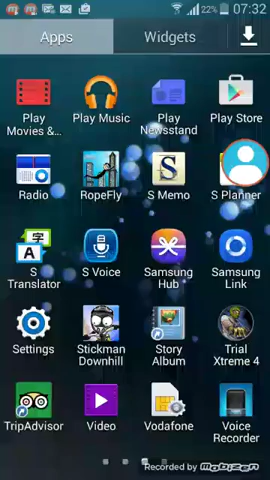 22% 07:32
Apps Widgets
Play Movies &... Play Music Play Newsstand Play Store
Radio RopeFly S Memo S Planner
S Translator S Voice Samsung Hub Samsung Link
Settings Stickman Downhill Story Album Trial Xtreme 4
TripAdvisor Video Vodafone Voice Recorder
Recorded by mobizen